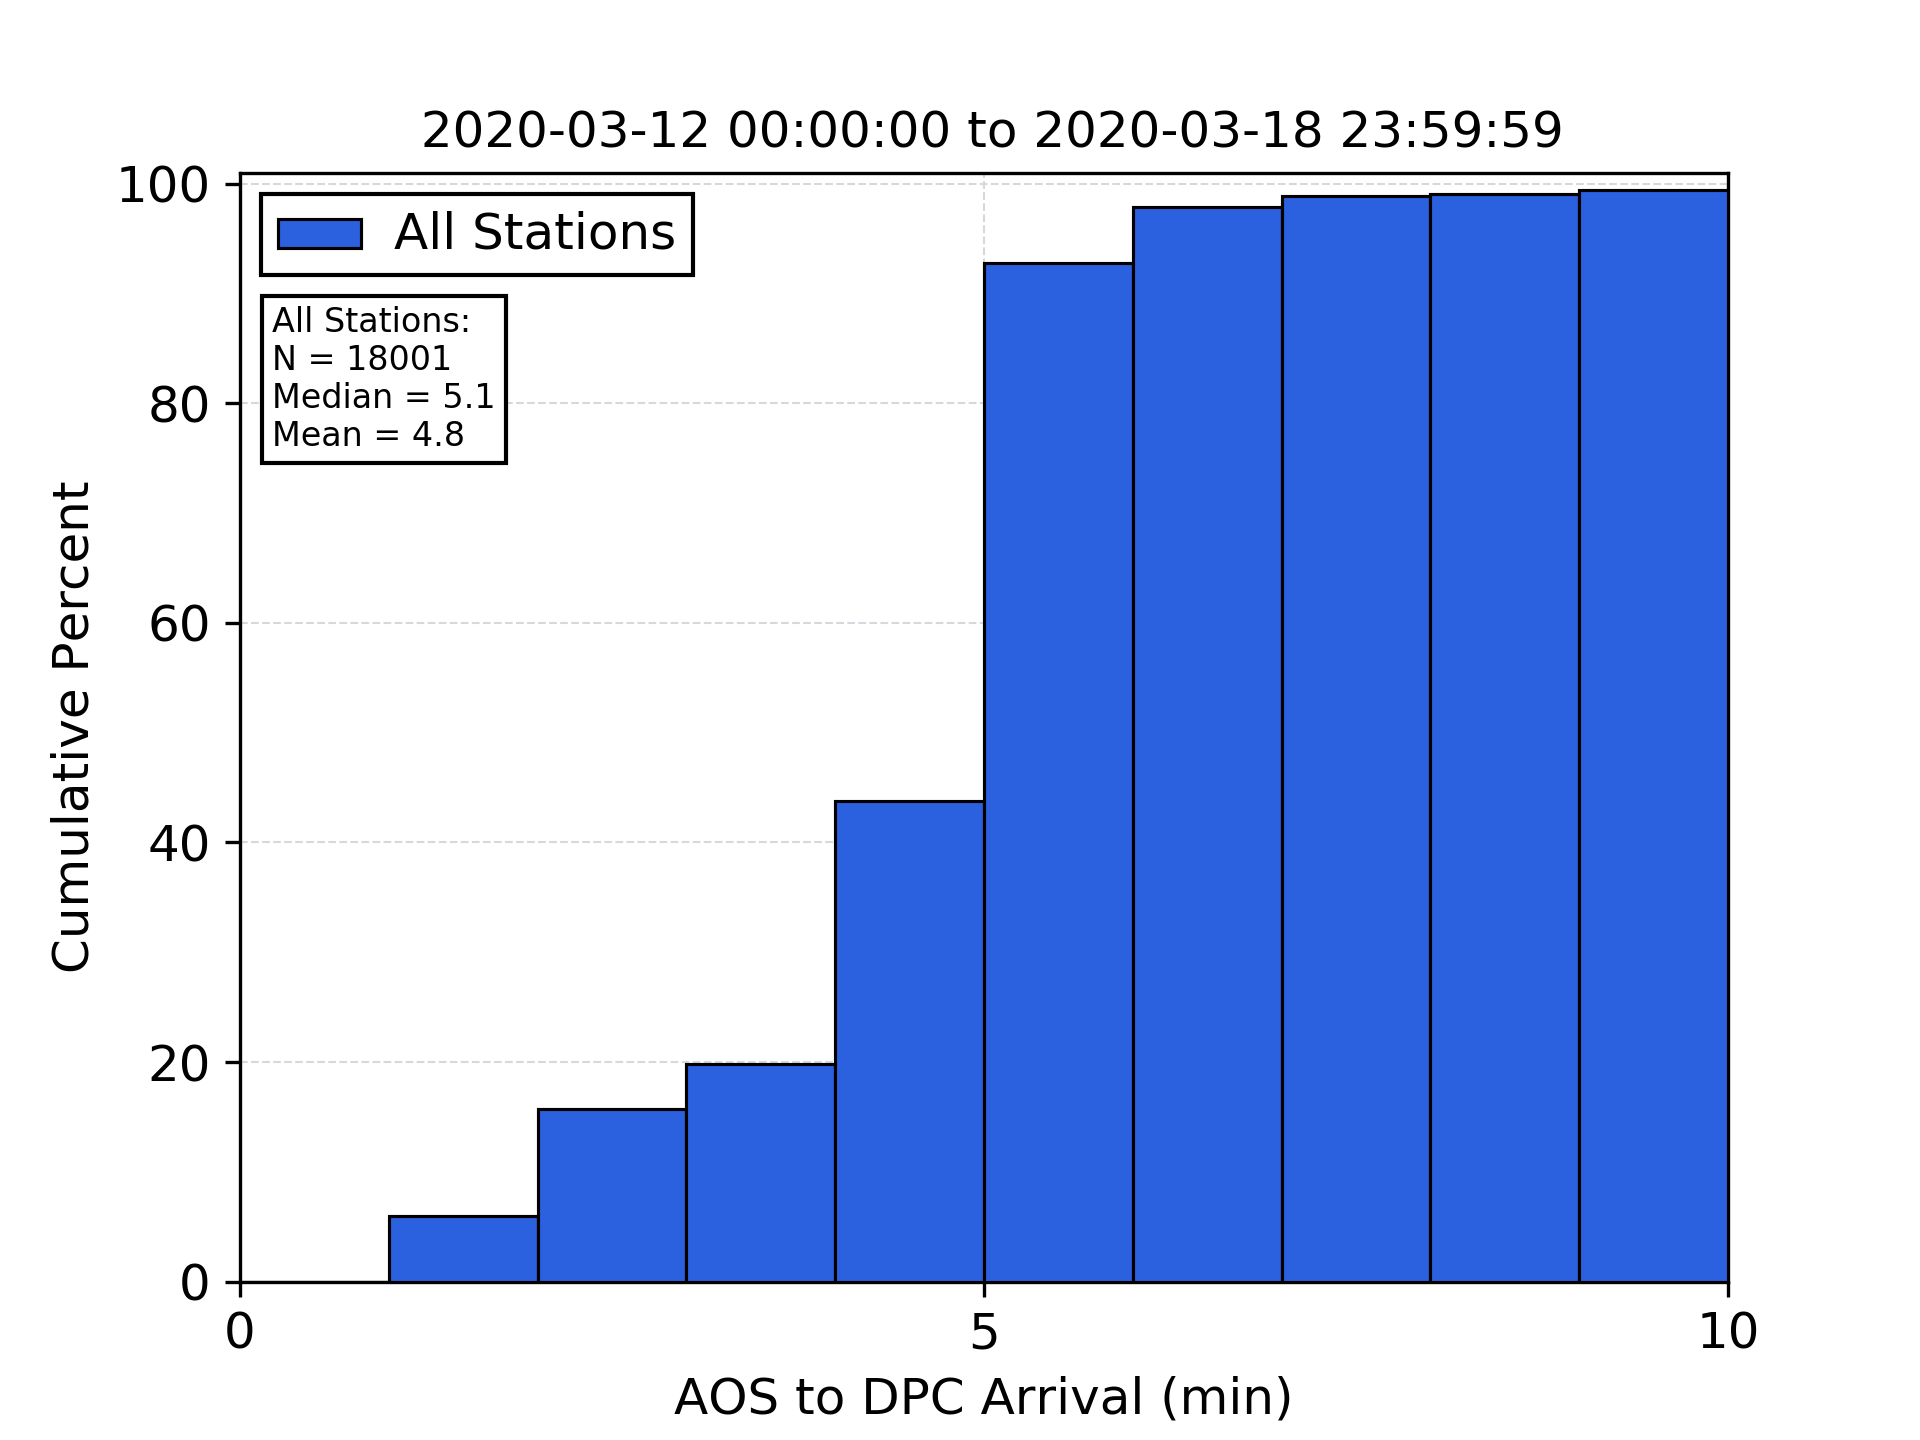 2020-03-12 00:00:00 to 2020-03-18 23:59:59
100
80
60
40
20
0
Cumulative Percent
All Stations
All Stations:
N = 18001
Median = 5.1
Mean = 4.8
0 5 10
AOS to DPC Arrival (min)